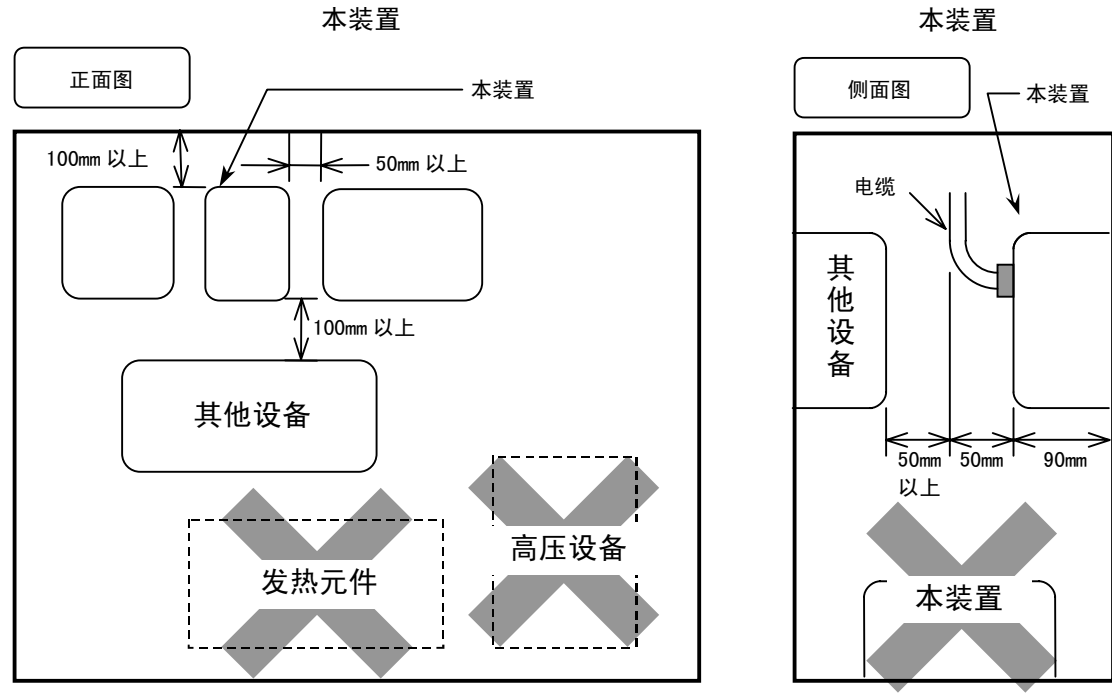 本装置
本装置
正面图
本装置
侧面图
本装置
100mm 以上
50mm 以上
电缆
其他设备
100mm 以上
其他设备
50mm
以上
50mm
90mm
高压设备
发热元件
本装置